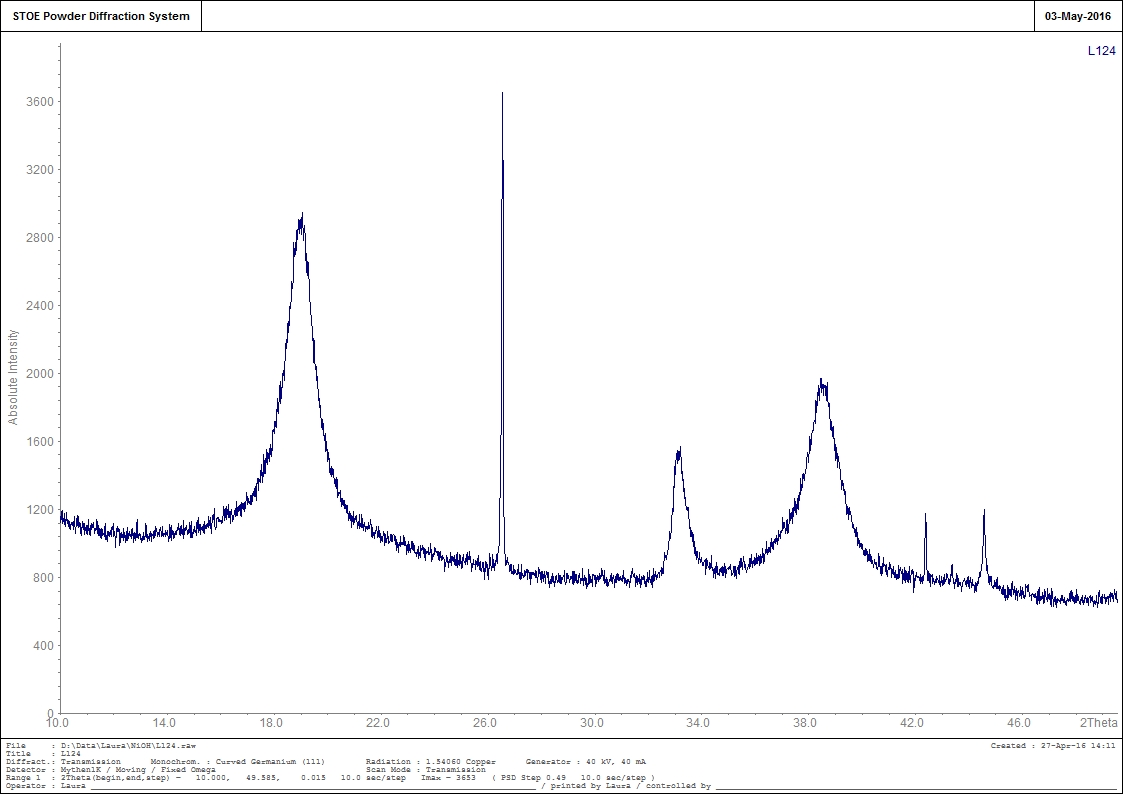 STOE Powder Diffraction System 03-May-2016
L124
3600
3200
2800
2400
2000
1600
1200
800
400
0
Absolute Intensity
10.0 14.0 18.0 22.0 26.0 30.0 34.0 38.0 42.0 46.0 2Theta
File : D:\Data\Laura\NiOH\L124.raw Created : 27-Apr-16 14:11
Title : L124
Diffract.: Transmission Monochrom. : Curved Germanium (111) Radiation : 1.54060 Copper Generator : 40 kV, 40 mA
Detector : Mythen1K / Moving / Fixed Omega Scan Mode : Transmission
Range 1 : 2Theta(begin,end,step) = 10.000, 49.585, 0.015 10.0 sec/step Imax = 3653 ( PSD Step 0.49 10.0 sec/step )
Operator : Laura / printed by Laura / controlled by